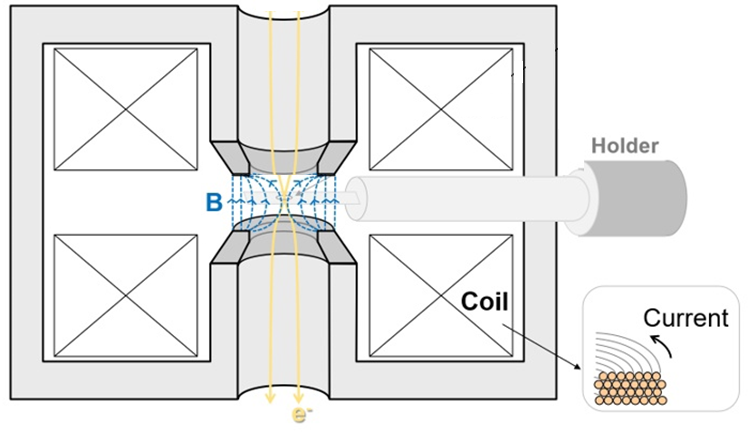 Holder
B
Coil
Current
e-